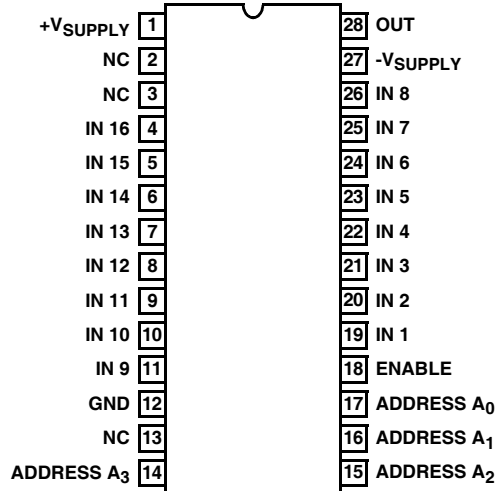 +VSUPPLY 1 28 OUT
NC 2 27 -VSUPPLY
NC 3 26 IN 8
IN 16 4 25 IN 7
IN 15 5 24 IN 6
IN 14 6 23 IN 5
IN 13 7 22 IN 4
IN 12 8 21 IN 3
IN 11 9 20 IN 2
IN 10 10 19 IN 1
IN 9 11 18 ENABLE
GND 12 17 ADDRESS A0
NC 13 16 ADDRESS A1
ADDRESS A3 14 15 ADDRESS A2